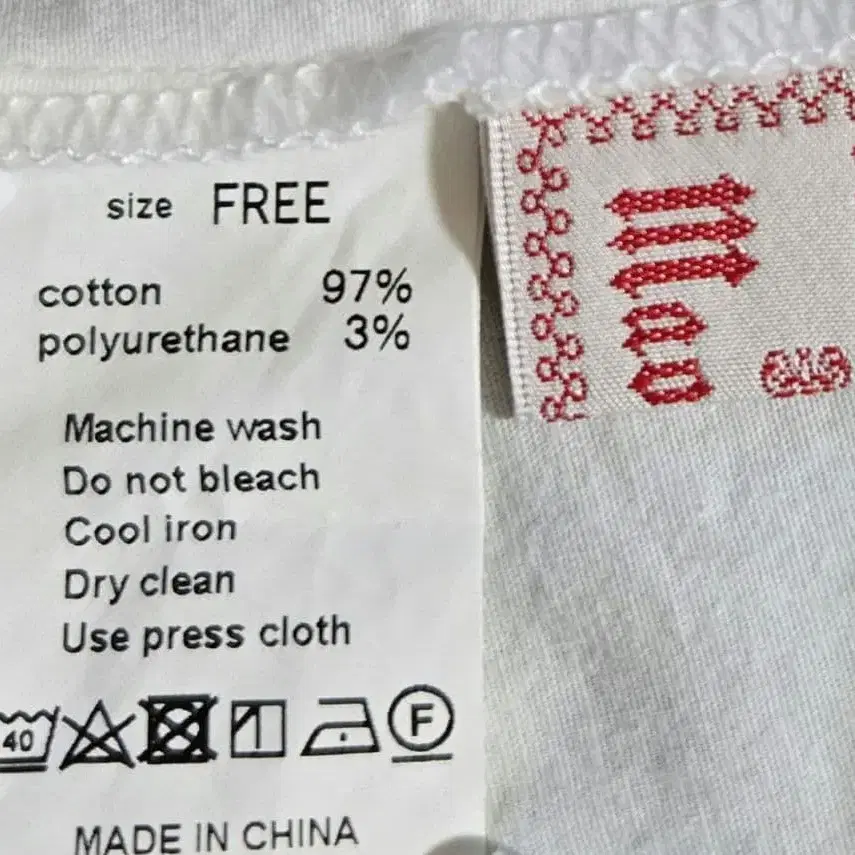 size FREE
cotton 97%
polyurethane 3%
Machine wash
Do not bleach
Cool iron
Dry clean
Use press cloth
40
F
MADE IN CHINA